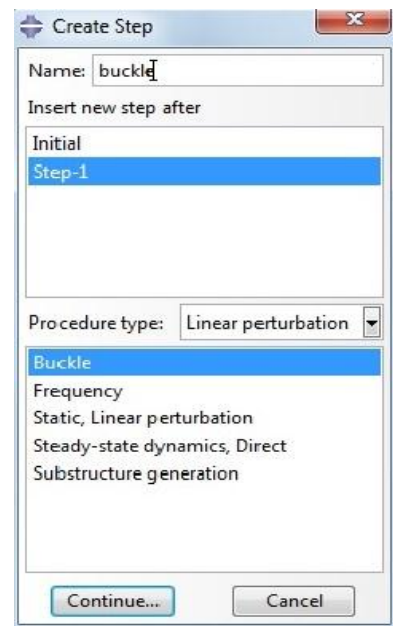 Create Step
Name: buckle
Insert new step after
Initial
Step-1
Procedure type: Linear perturbation
Buckle
Frequency
Static, Linear perturbation
Steady-state dynamics, Direct
Substructure generation
Continue... Cancel